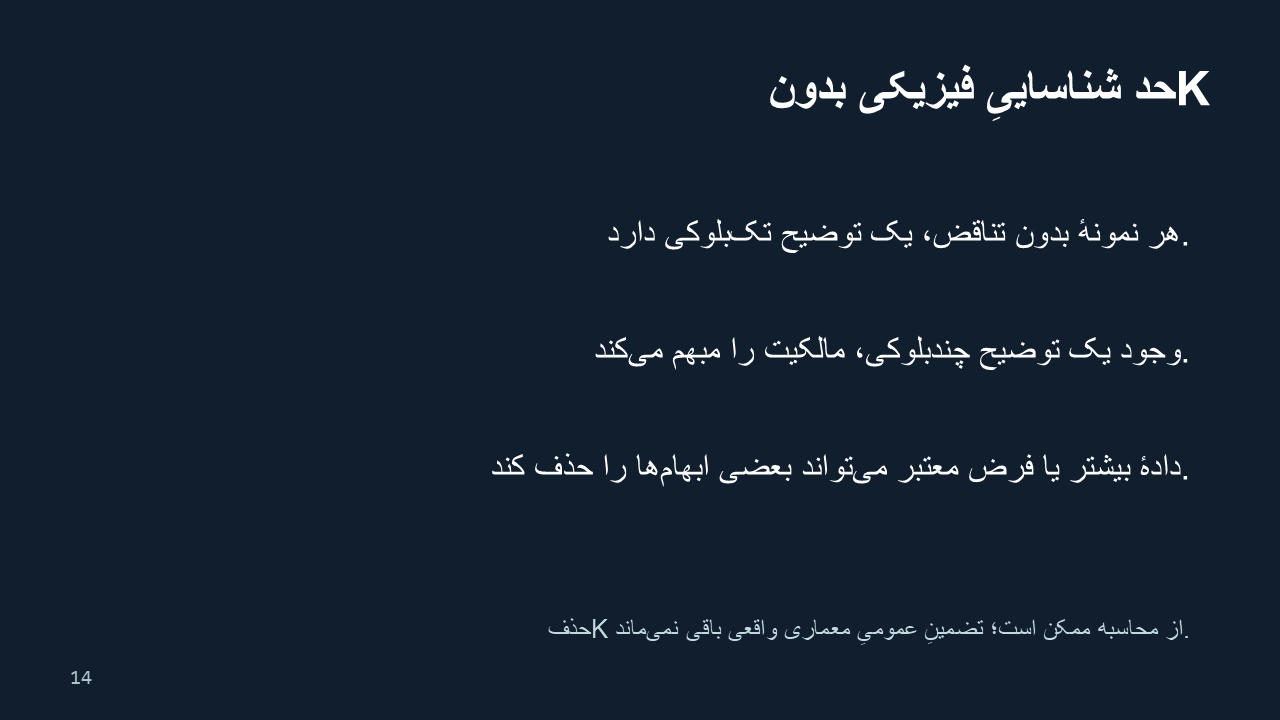 حد شناساییِ فیزیکی بدون K
هر نمونهٔ بدون تناقض، یک توضیح تک‌بلوکی دارد.
وجود یک توضیح چندبلوکی، مالکیت را مبهم می‌کند.
دادهٔ بیشتر یا فرض معتبر می‌تواند بعضی ابهام‌ها را حذف کند.
حذف K از محاسبه ممکن است؛ تضمینِ عمومیِ معماری واقعی باقی نمی‌ماند.
14